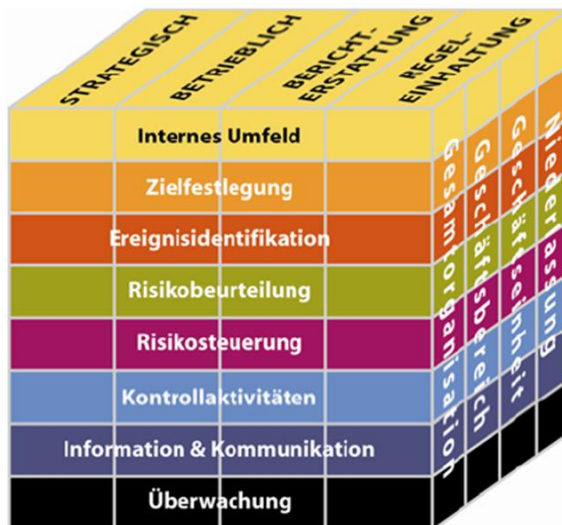 STRATEGISCH
BETRIEBLICH
BERICHT-
ERSTATTUNG
REGEL-
EINHALTUNG
Internes Umfeld
Zielfestlegung
Ereignisidentifikation
Risikobeurteilung
Risikosteuerung
Kontrollaktivitäten
Information & Kommunikation
Überwachung
Gesamtorganisation
Geschäftsbereich
Geschäftseinheit
Niederlassung